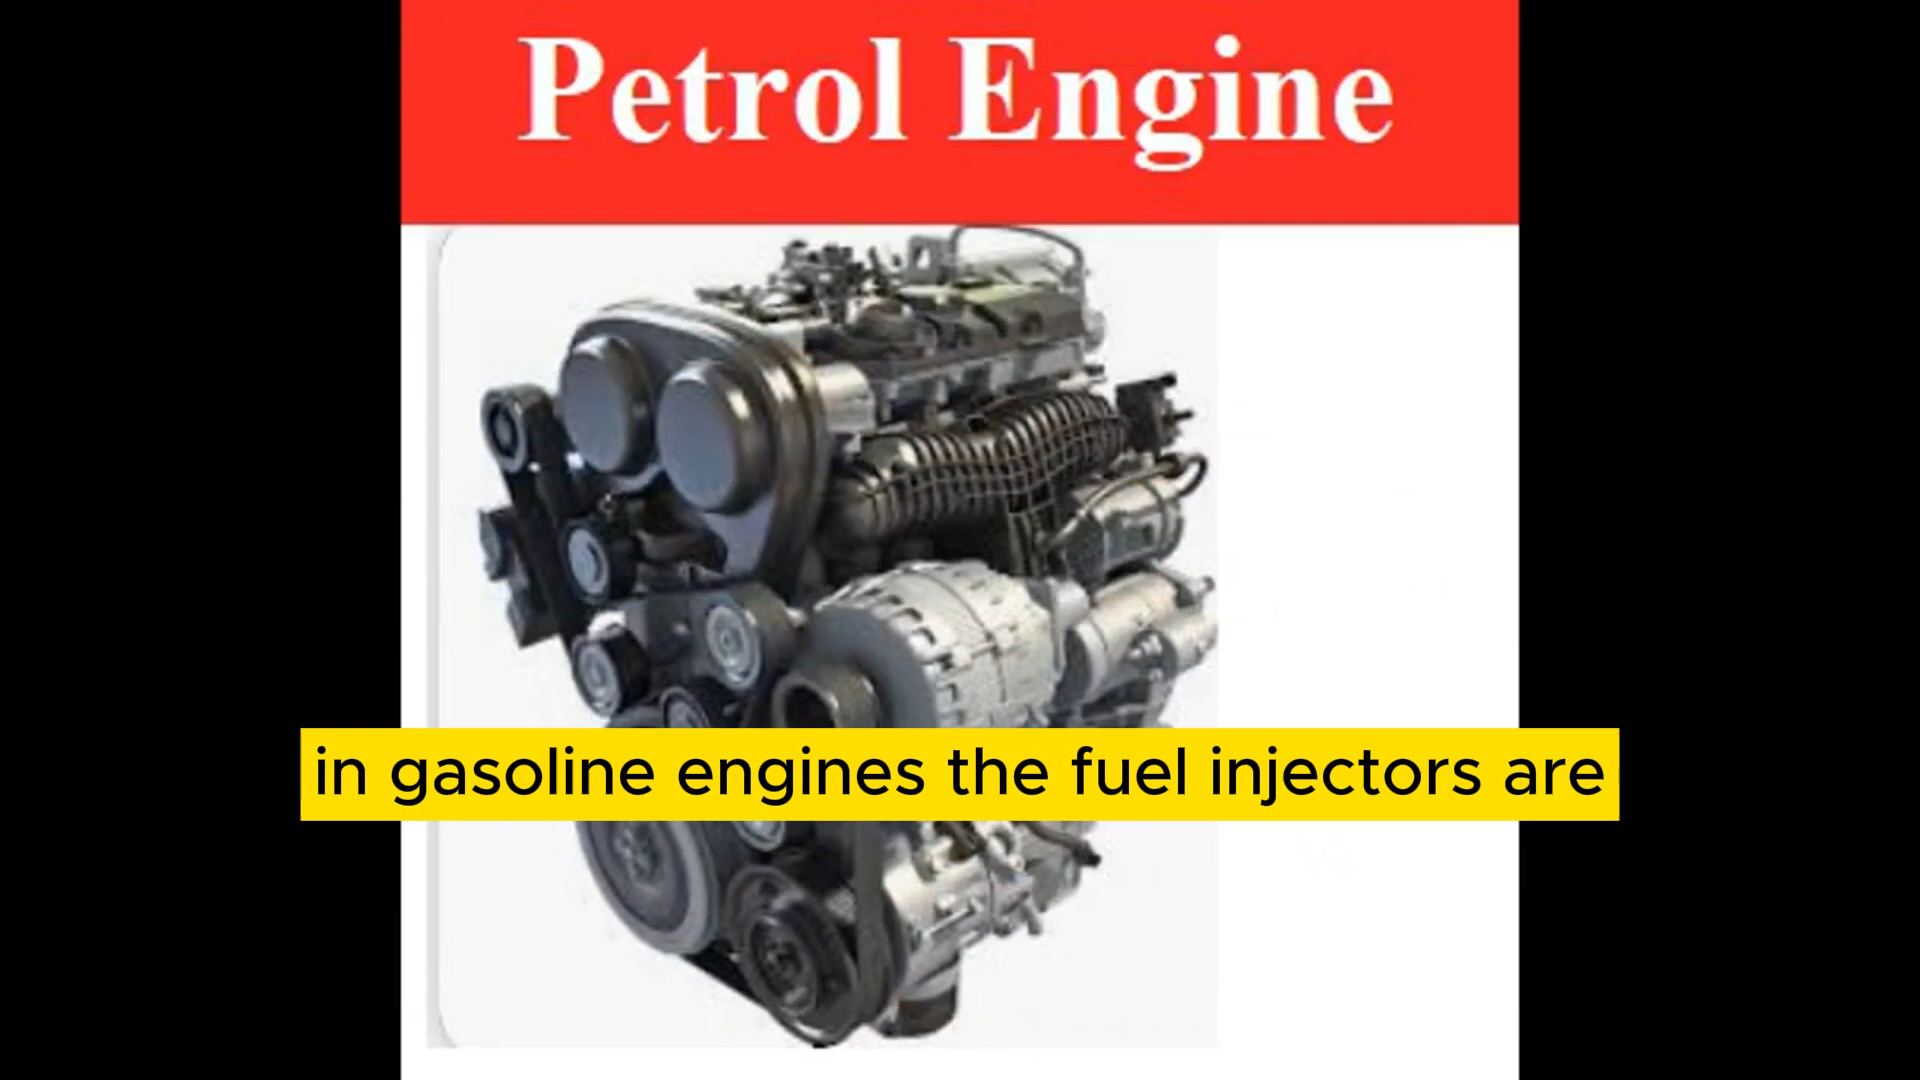 Petrol Engine
in gasoline engines the fuel injectors are